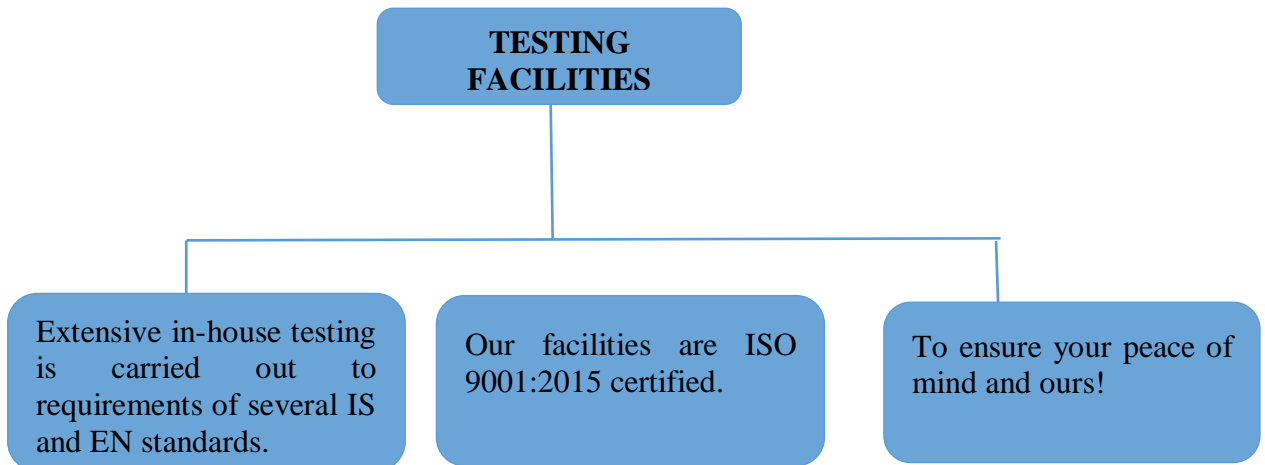 TESTING
FACILITIES
Extensive in-house testing
is carried out to
requirements of several IS
and EN standards.
Our facilities are ISO
9001:2015 certified.
To ensure your peace of
mind and ours!